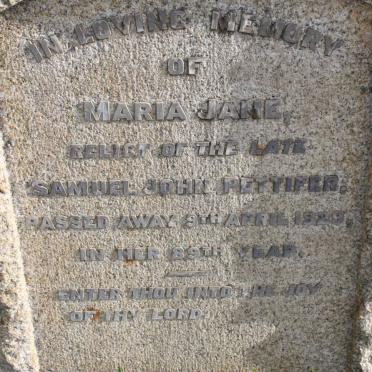 IN LOVING MEMORY
OF
MARIA JANE,
RELICT OF THE LATE
SAMUEL JOHN PETTIFER,
PASSED AWAY 9TH APRIL
IN HER 89TH YEAR.
ENTER THOU INTO THE JOY
OF THY LORD.